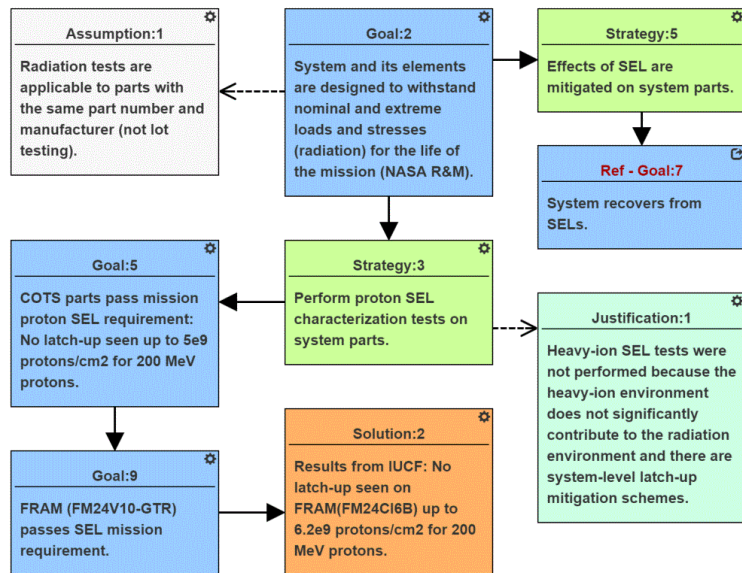 Assumption:1
Radiation tests are
applicable to parts with
the same part number and
manufacturer (not lot
testing).
Goal:2
System and its elements
are designed to withstand
nominal and extreme
loads and stresses
(radiation) for the life of
the mission (NASA R&M).
Strategy:5
Effects of SEL are
mitigated on system parts.
Ref - Goal:7
System recovers from
SELs.
Goal:5
COTS parts pass mission
proton SEL requirement:
No latch-up seen up to 5e9
protons/cm2 for 200 MeV
protons.
Strategy:3
Perform proton SEL
characterization tests on
system parts.
Justification:1
Heavy-ion SEL tests were
not performed because the
heavy-ion environment
does not significantly
contribute to the radiation
environment and there are
system-level latch-up
mitigation schemes.
Goal:9
FRAM (FM24V10-GTR)
passes SEL mission
requirement.
Solution:2
Results from IUCF: No
latch-up seen on
FRAM(FM24Cl6B) up to
6.2e9 protons/cm2 for 200
MeV protons.